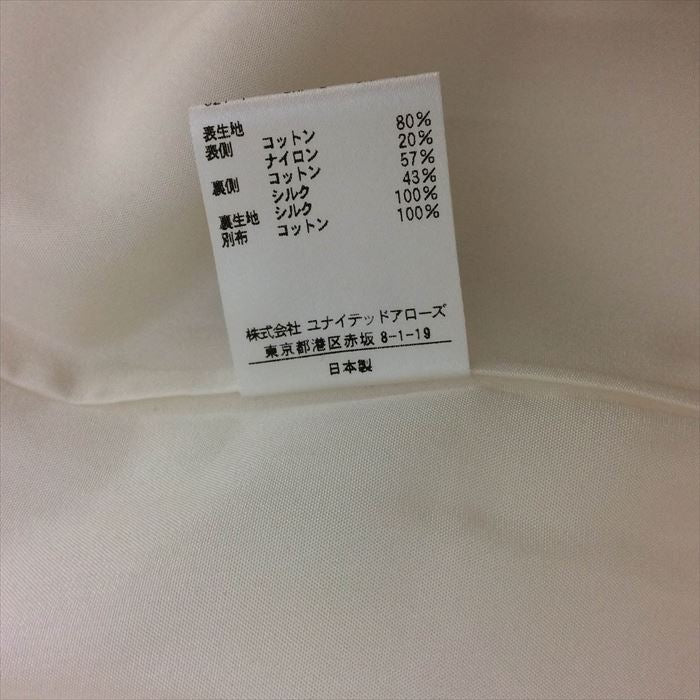 表生地
表側 コットン 80%
ナイロン 20%
裏側 コットン 57%
シルク 43%
裏生地 シルク 100%
別布 コットン 100%
株式会社 ユナイテッドアローズ
東京都港区赤坂 8-1-19
日本製